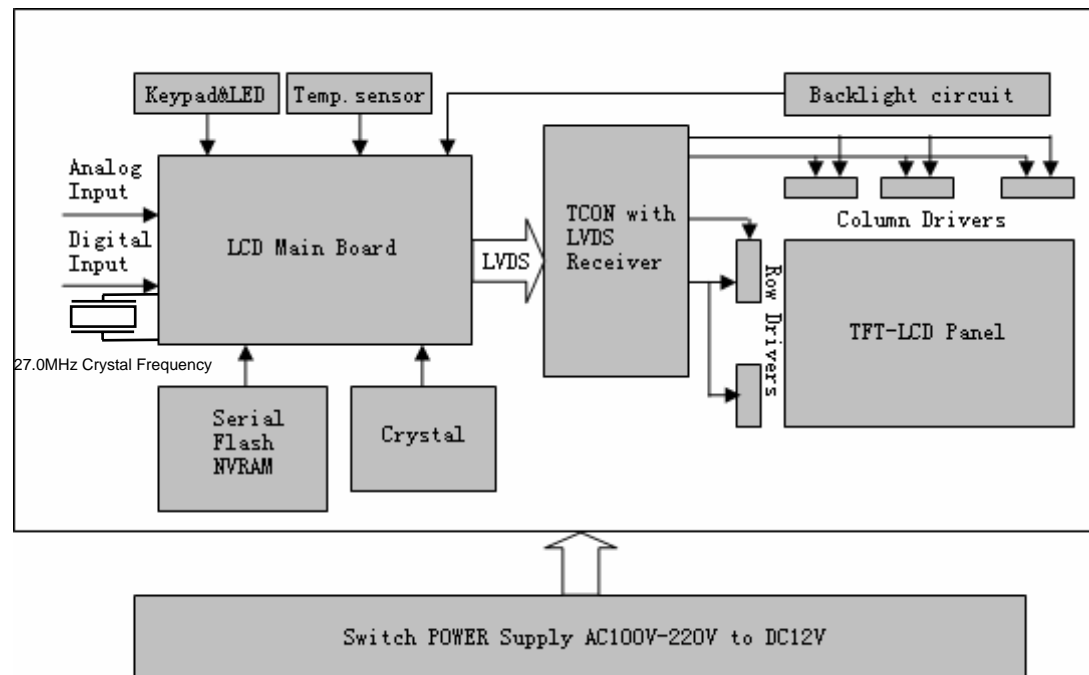 Keypad&LED
Temp.sensor
Backlight circuit
Analog
Input
Digital
Input
LCD Main Board
LVDS
TCON with
LVDS
Receiver
Column Drivers
Row Drivers
TFT-LCD Panel
27.0MHz Crystal Frequency
Serial
Flash
NVRAM
Crystal
Switch POWER Supply AC100V-220V to DC12V